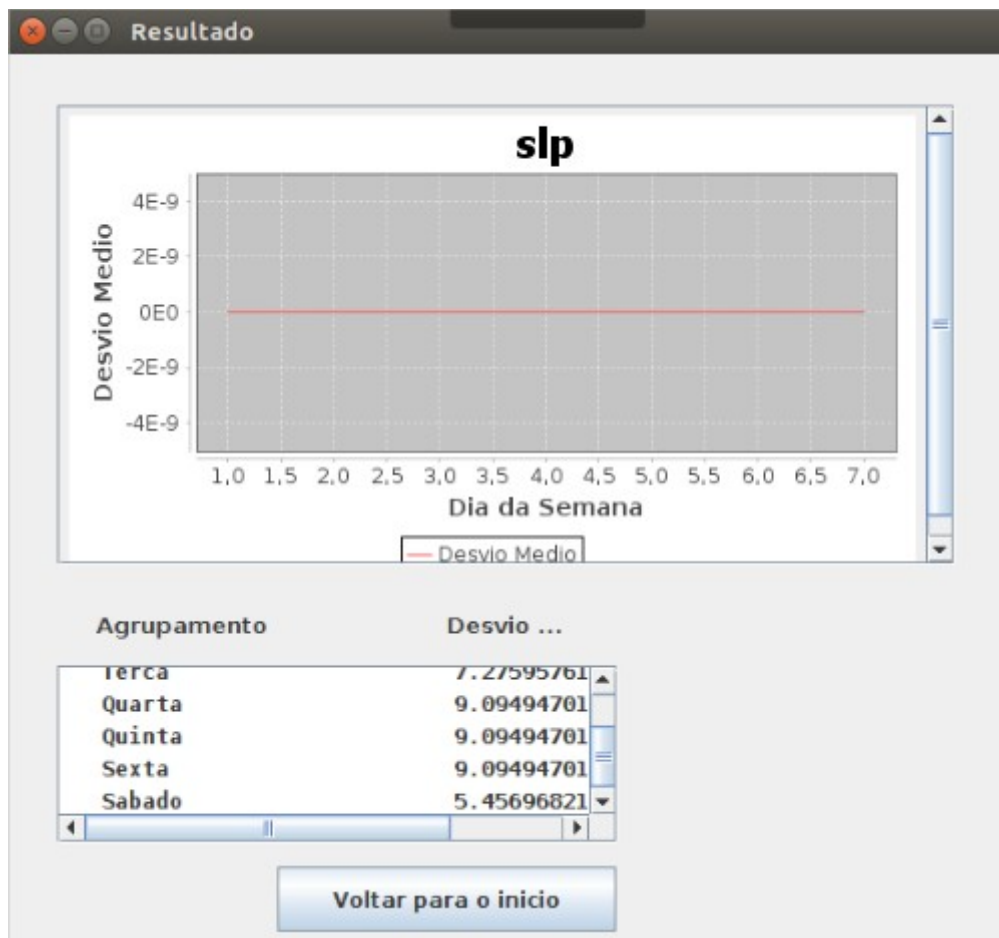 Resultado
slp
Desvio Medio
4E-9
2E-9
0E0
-2E-9
-4E-9
1,0 1,5 2,0 2,5 3,0 3,5 4,0 4,5 5,0 5,5 6,0 6,5 7,0
Dia da Semana
Desvio Medio
Agrupamento Desvio ...
Terca 7.27595761
Quarta 9.09494701
Quinta 9.09494701
Sexta 9.09494701
Sabado 5.45696821
Voltar para o inicio